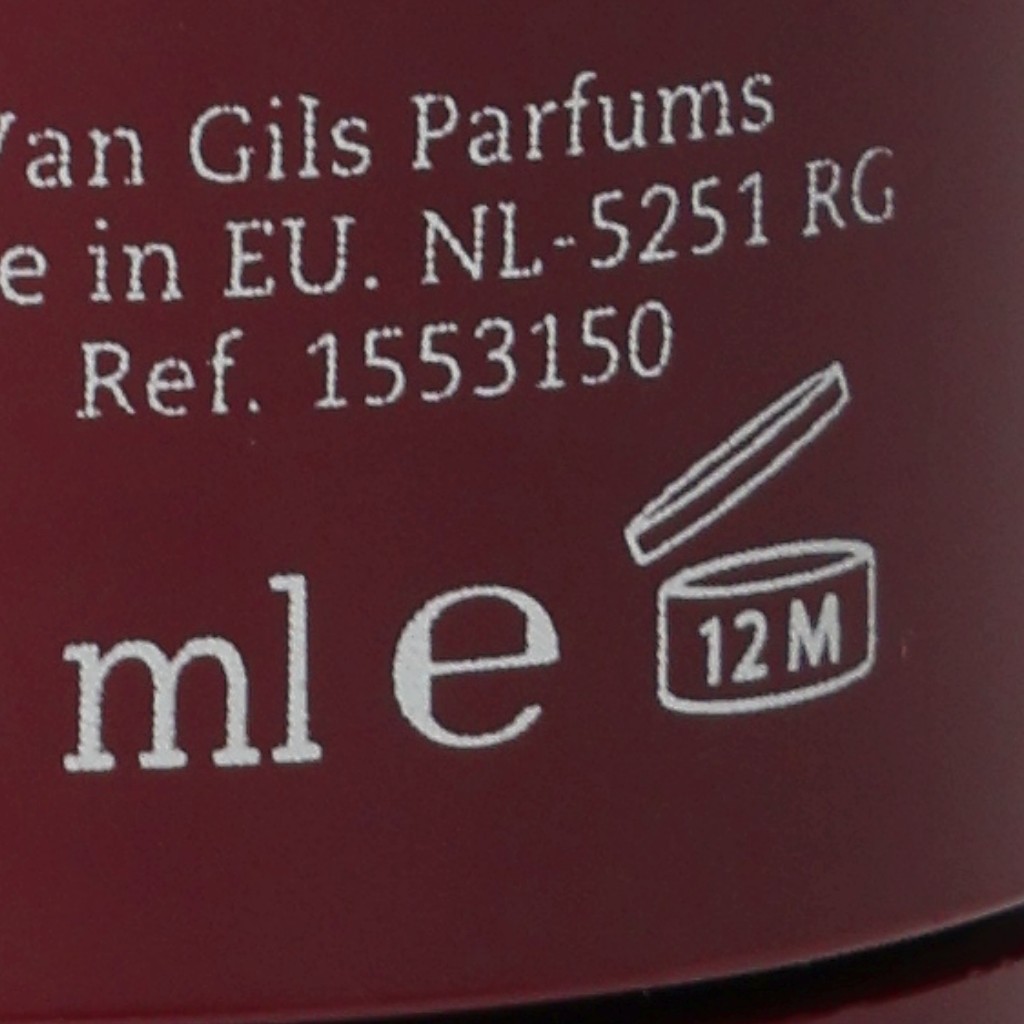 Van Gils Parfums
e in EU. NL-5251 RG
Ref. 1553150
ml e
12 M